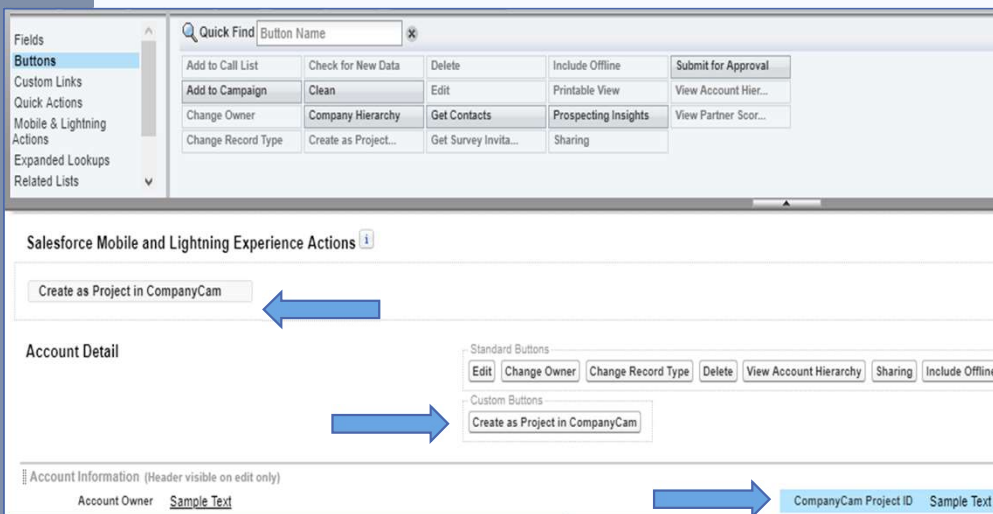 Fields
Buttons
Custom Links
Quick Actions
Mobile & Lightning
Actions
Expanded Lookups
Related Lists
Quick Find Button Name
Add to Call List Check for New Data Delete Include Offline Submit for Approval
Add to Campaign Clean Edit Printable View View Account Hier...
Change Owner Company Hierarchy Get Contacts Prospecting Insights View Partner Scor...
Change Record Type Create as Project... Get Survey Invita... Sharing
Salesforce Mobile and Lightning Experience Actions i
Create as Project in CompanyCam
Account Detail
Standard Buttons
Edit Change Owner Change Record Type Delete View Account Hierarchy Sharing Include Offline
Custom Buttons
Create as Project in CompanyCam
Account Information (Header visible on edit only)
Account Owner Sample Text CompanyCam Project ID Sample Text